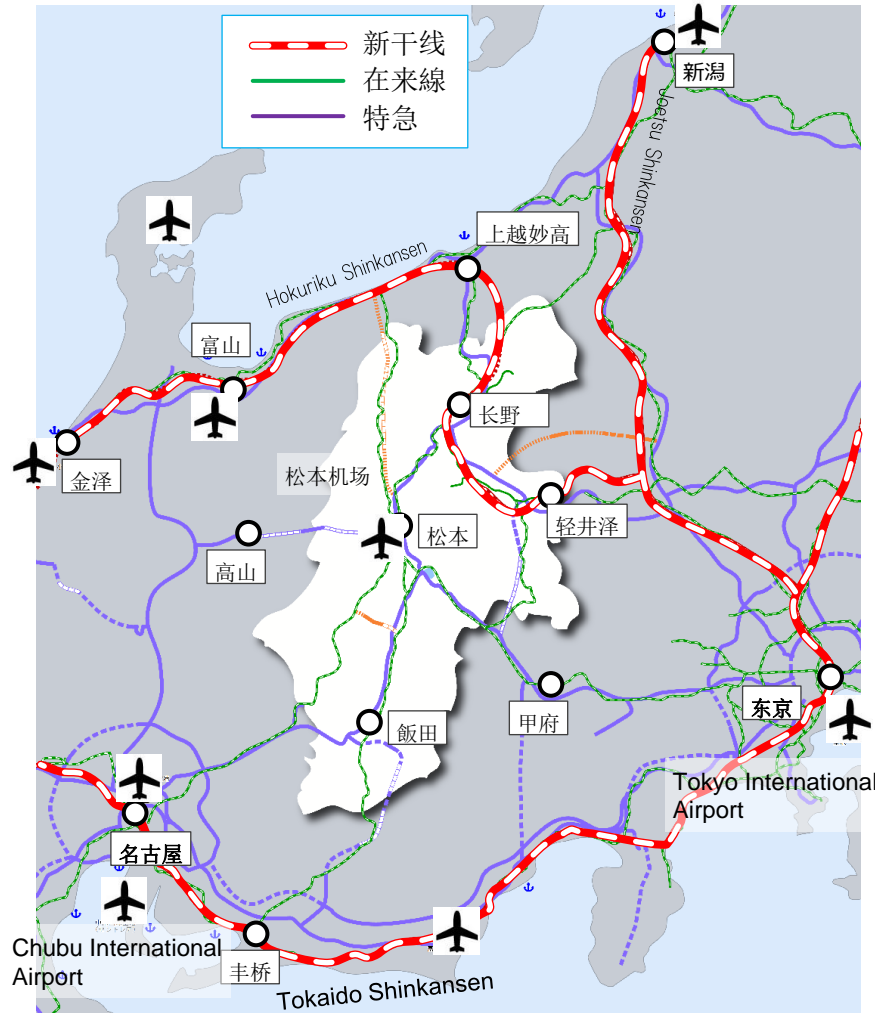 新干线
在来線
特急
新潟
Joetsu Shinkansen
上越妙高
Hokuriku Shinkansen
富山
长野
金泽
松本机场
轻井泽
松本
高山
甲府
东京
飯田
Tokyo International
Airport
名古屋
Chubu International
Airport
丰桥
Tokaido Shinkansen